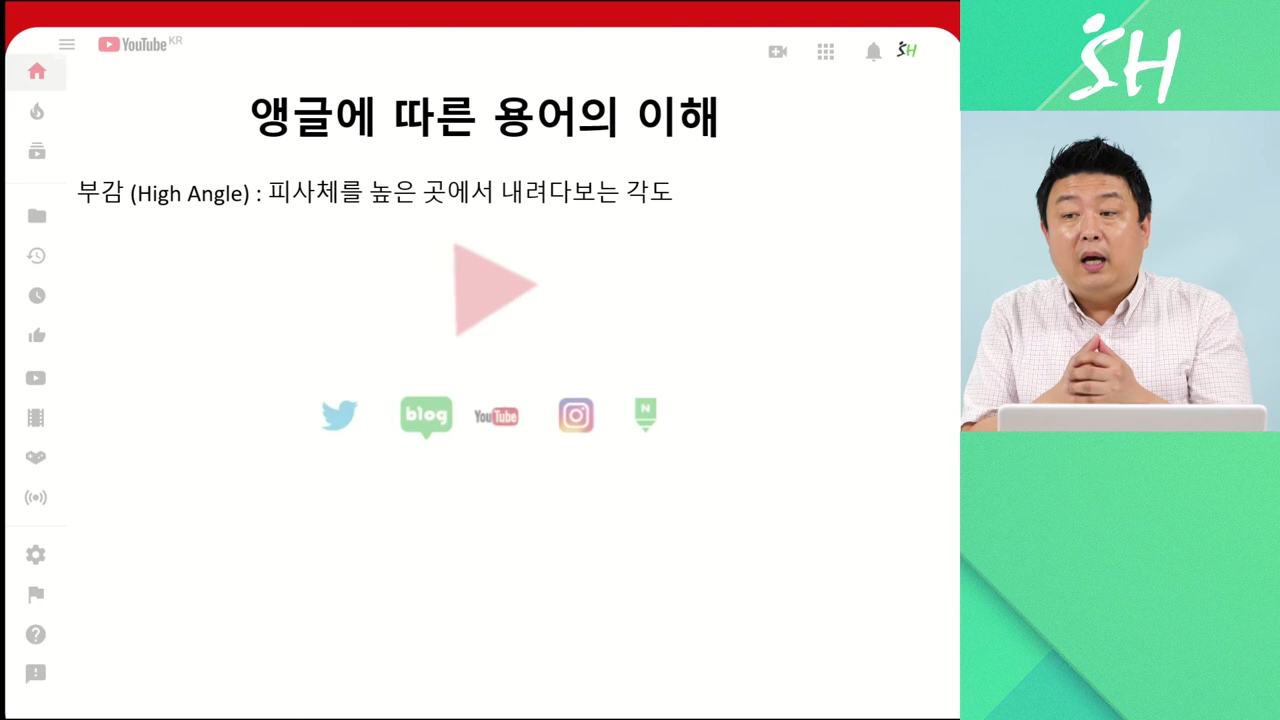 YouTube KR
SH
SH
앵글에 따른 용어의 이해
부감 (High Angle) : 피사체를 높은 곳에서 내려다보는 각도
blog
YouTube
N